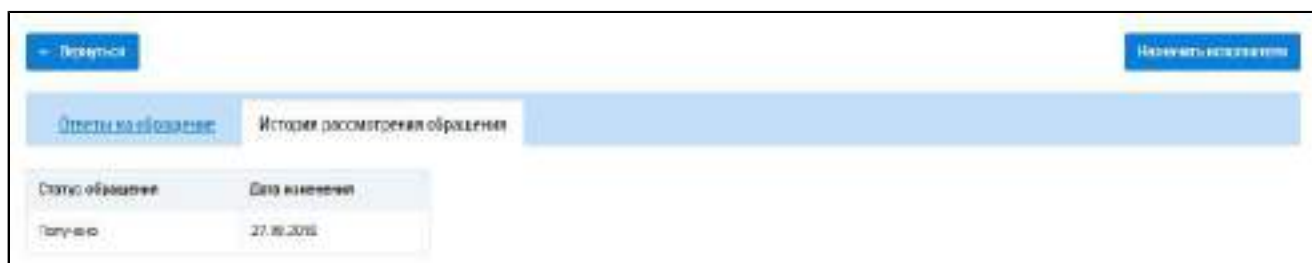 ← Вернуться
Назначить исполнителя
Ответы на обращение
История рассмотрения обращения
Статус обращения Дата изменения
Получено